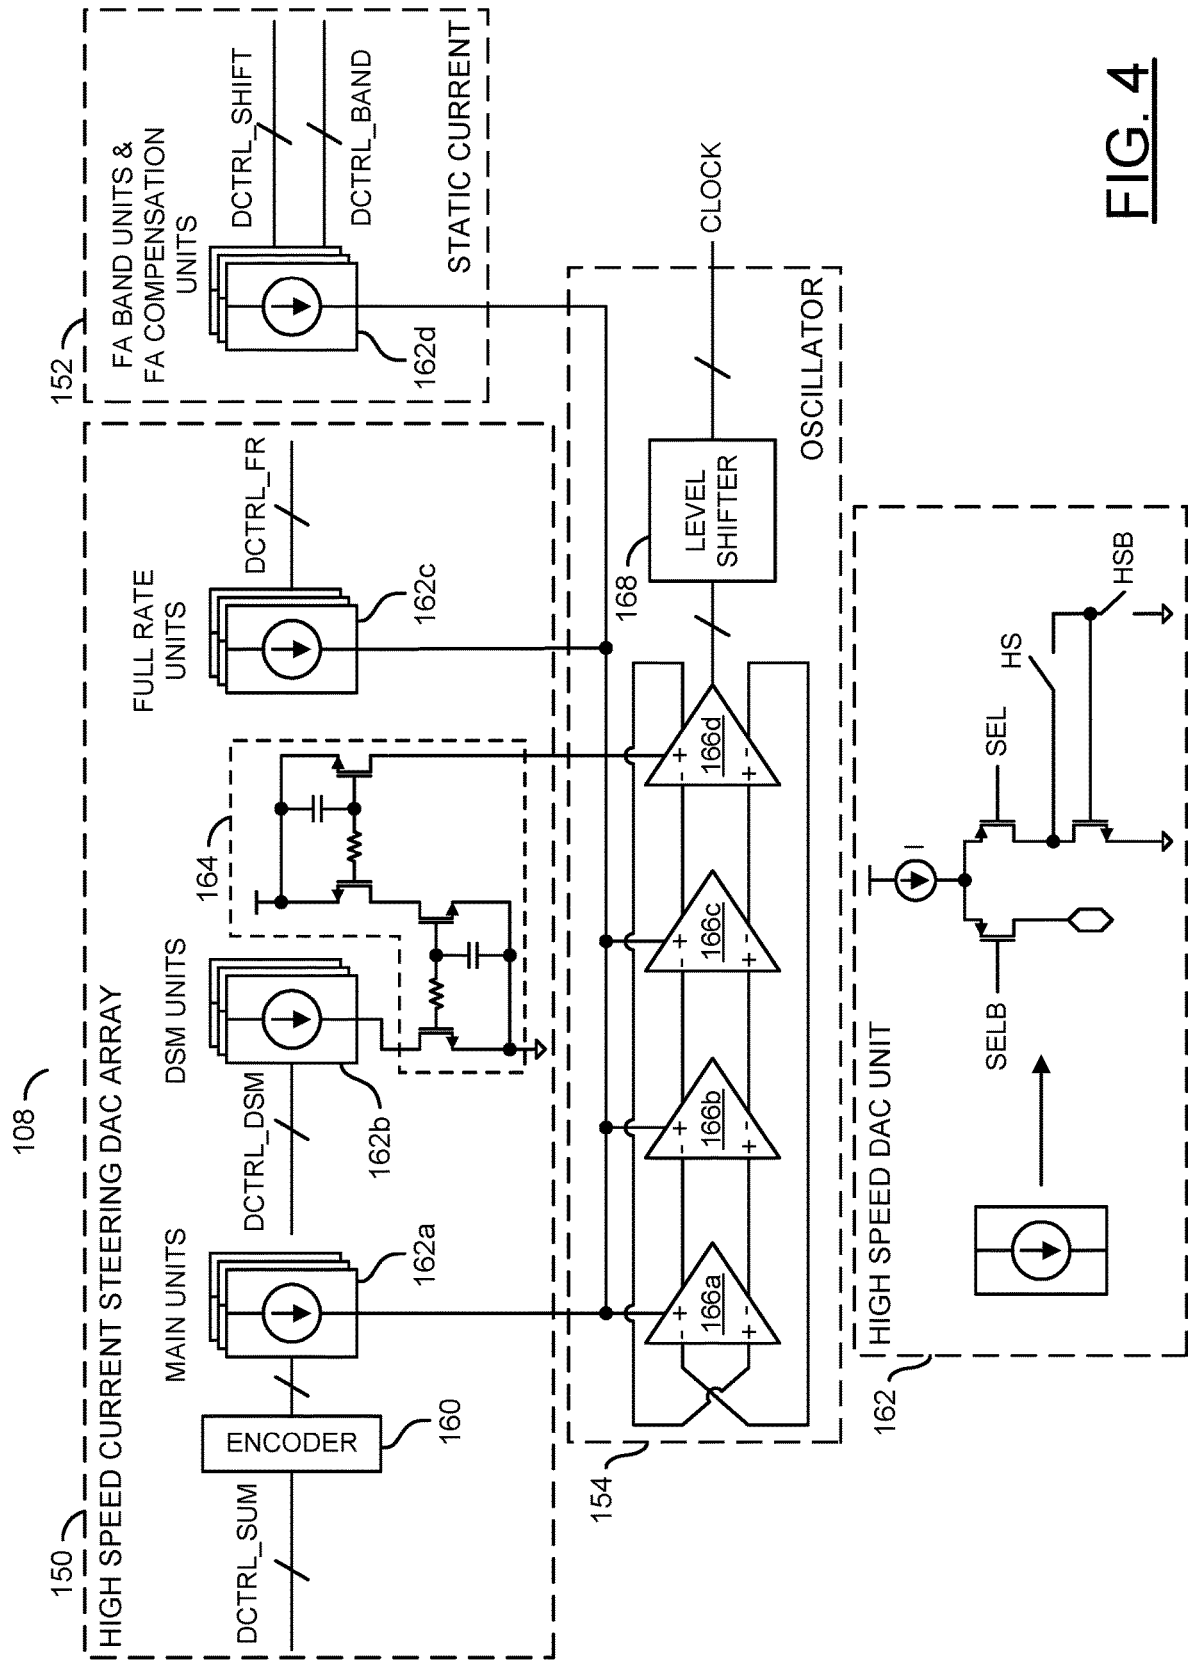 108
150
HIGH SPEED CURRENT STEERING DAC ARRAY
DCTRL_SUM
ENCODER
160
MAIN UNITS
162a
DCTRL_DSM
DSM UNITS
162b
164
FULL RATE
UNITS
DCTRL_FR
162c
152
FA BAND UNITS &
FA COMPENSATION
UNITS
DCTRL_SHIFT
DCTRL_BAND
162d
STATIC CURRENT
154
- +
+ -
166a
- +
+ -
166b
- +
+ -
166c
- +
+ -
166d
168
LEVEL
SHIFTER
CLOCK
OSCILLATOR
162
HIGH SPEED DAC UNIT
I
SELB
SEL
HS
HSB
FIG. 4